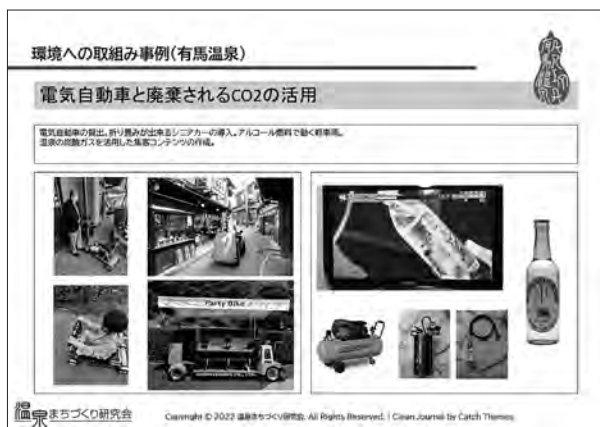 環境への取組み事例(有馬温泉)
電気自動車と廃棄されるCO2の活用
電気自動車の貸出。折り畳みが出来るシニアカーの導入。アルコール燃料で動く軽車両。
温泉の炭酸ガスを活用した集客コンテンツの作成。
Party Bike
温泉まちづくり研究会
Copyright © 2022 温泉まちづくり研究会. All Rights Reserved. | Clean Journal by Catch Themes